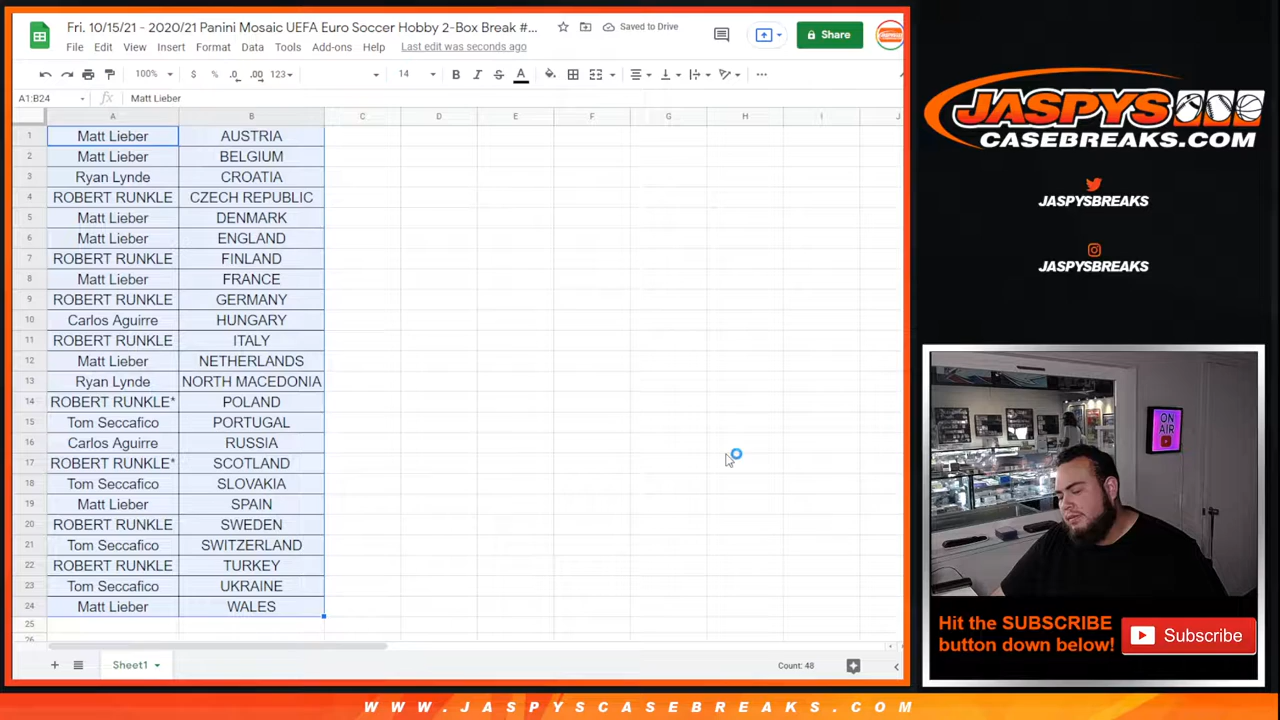 Fri. 10/15/21 - 2020/21 Panini Mosaic UEFA Euro Soccer Hobby 2-Box Break #...
Saved to Drive
File Edit View Insert Format Data Tools Add-ons Help
Last edit was seconds ago
Share
100% $ % .0 .00 123 14 B I S A
A1:B24 fx Matt Lieber
A B C D E F G H I J
1 Matt Lieber AUSTRIA
2 Matt Lieber BELGIUM
3 Ryan Lynde CROATIA
4 ROBERT RUNKLE CZECH REPUBLIC
5 Matt Lieber DENMARK
6 Matt Lieber ENGLAND
7 ROBERT RUNKLE FINLAND
8 Matt Lieber FRANCE
9 ROBERT RUNKLE GERMANY
10 Carlos Aguirre HUNGARY
11 ROBERT RUNKLE ITALY
12 Matt Lieber NETHERLANDS
13 Ryan Lynde NORTH MACEDONIA
14 ROBERT RUNKLE* POLAND
15 Tom Seccafico PORTUGAL
16 Carlos Aguirre RUSSIA
17 ROBERT RUNKLE* SCOTLAND
18 Tom Seccafico SLOVAKIA
19 Matt Lieber SPAIN
20 ROBERT RUNKLE SWEDEN
21 Tom Seccafico SWITZERLAND
22 ROBERT RUNKLE TURKEY
23 Tom Seccafico UKRAINE
24 Matt Lieber WALES
25
26
Sheet1
Count: 48
JASPYS
CASEBREAKS.COM
JASPYSBREAKS
JASPYSBREAKS
ON
AIR
Hit the SUBSCRIBE
button down below!
Subscribe
WWW.JASPYSCASEBREAKS.COM